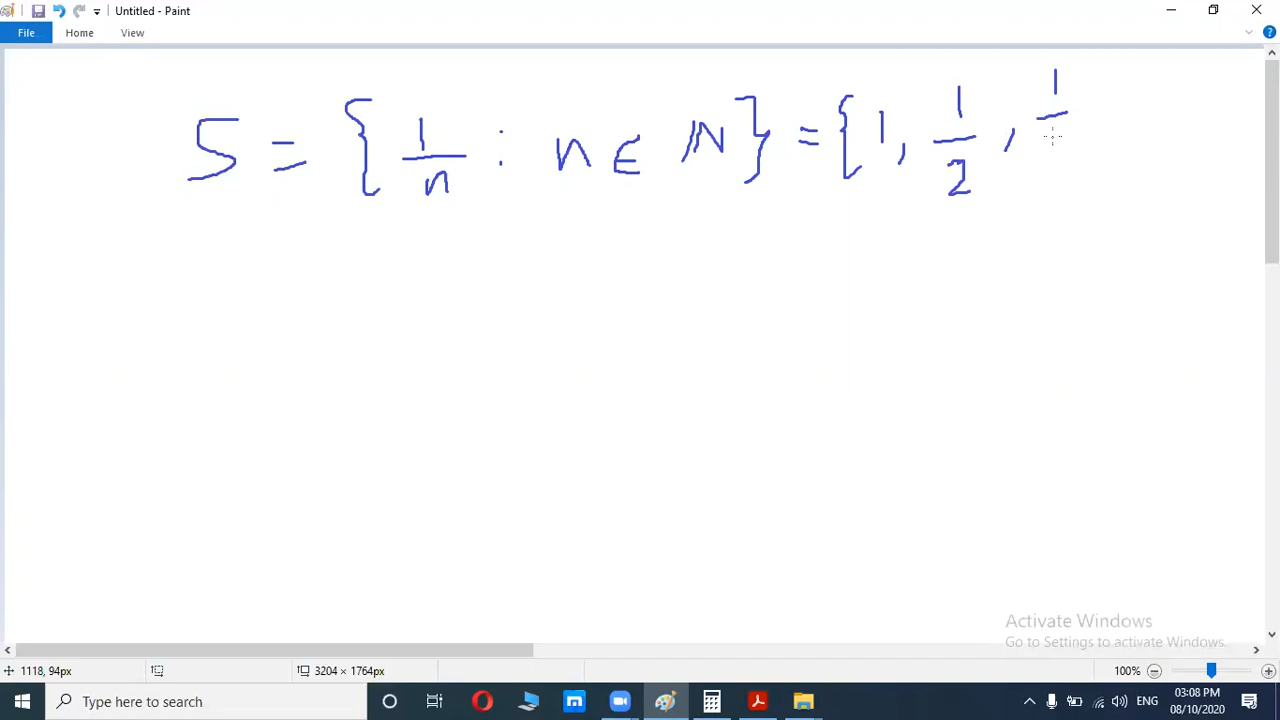 Untitled - Paint
File Home View
S = { 1/n : n ∈ ℕ } = { 1, 1/2, 1/
Activate Windows
Go to Settings to activate Windows.
1118, 94px 3204 × 1764px 100%
Type here to search
ENG 03:08 PM
08/10/2020